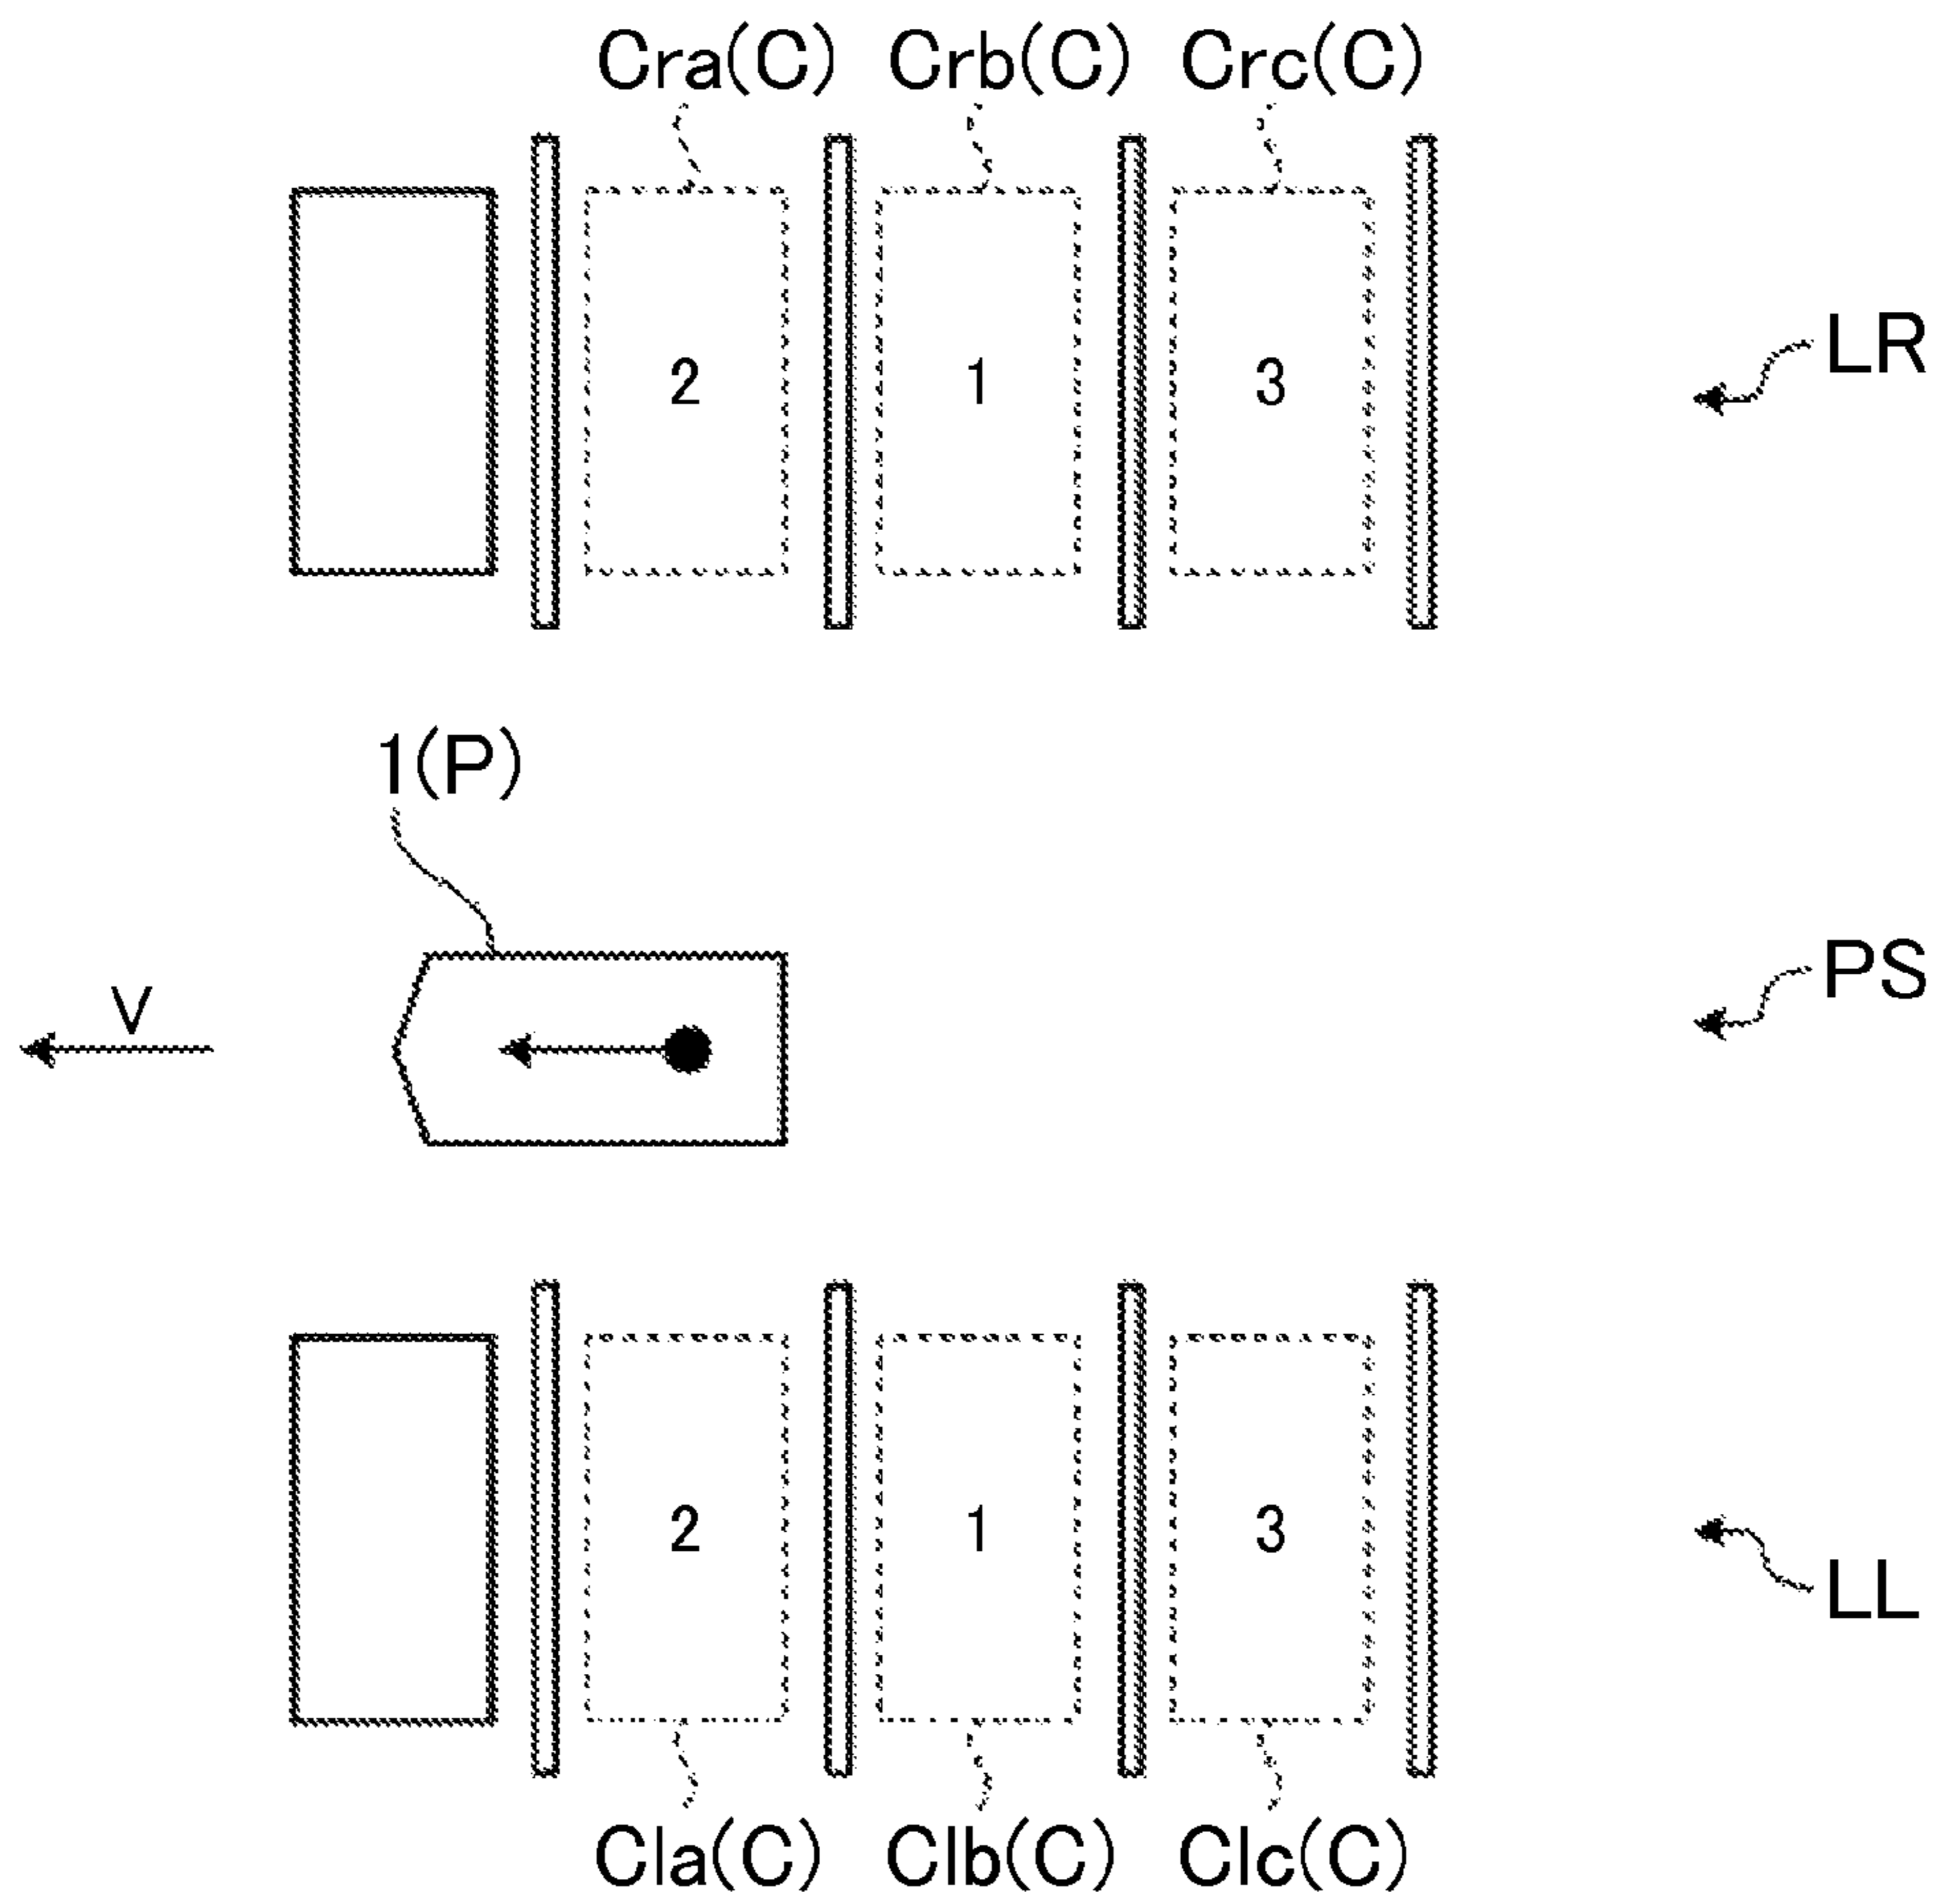 Cra(C) Crb(C) Crc(C)
2 1 3
LR
1(P)
V
PS
2 1 3
LL
Cla(C) Clb(C) Clc(C)